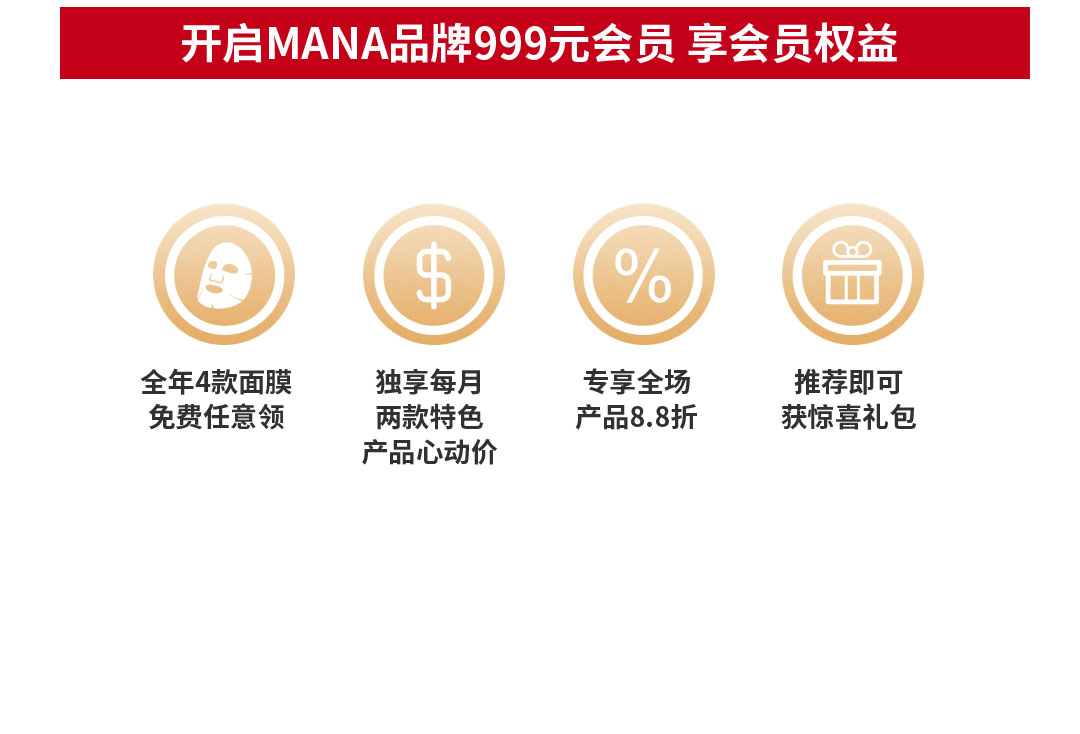 开启MANA品牌999元会员 享会员权益
全年4款面膜
免费任意领
独享每月
两款特色
产品心动价
专享全场
产品8.8折
推荐即可
获惊喜礼包